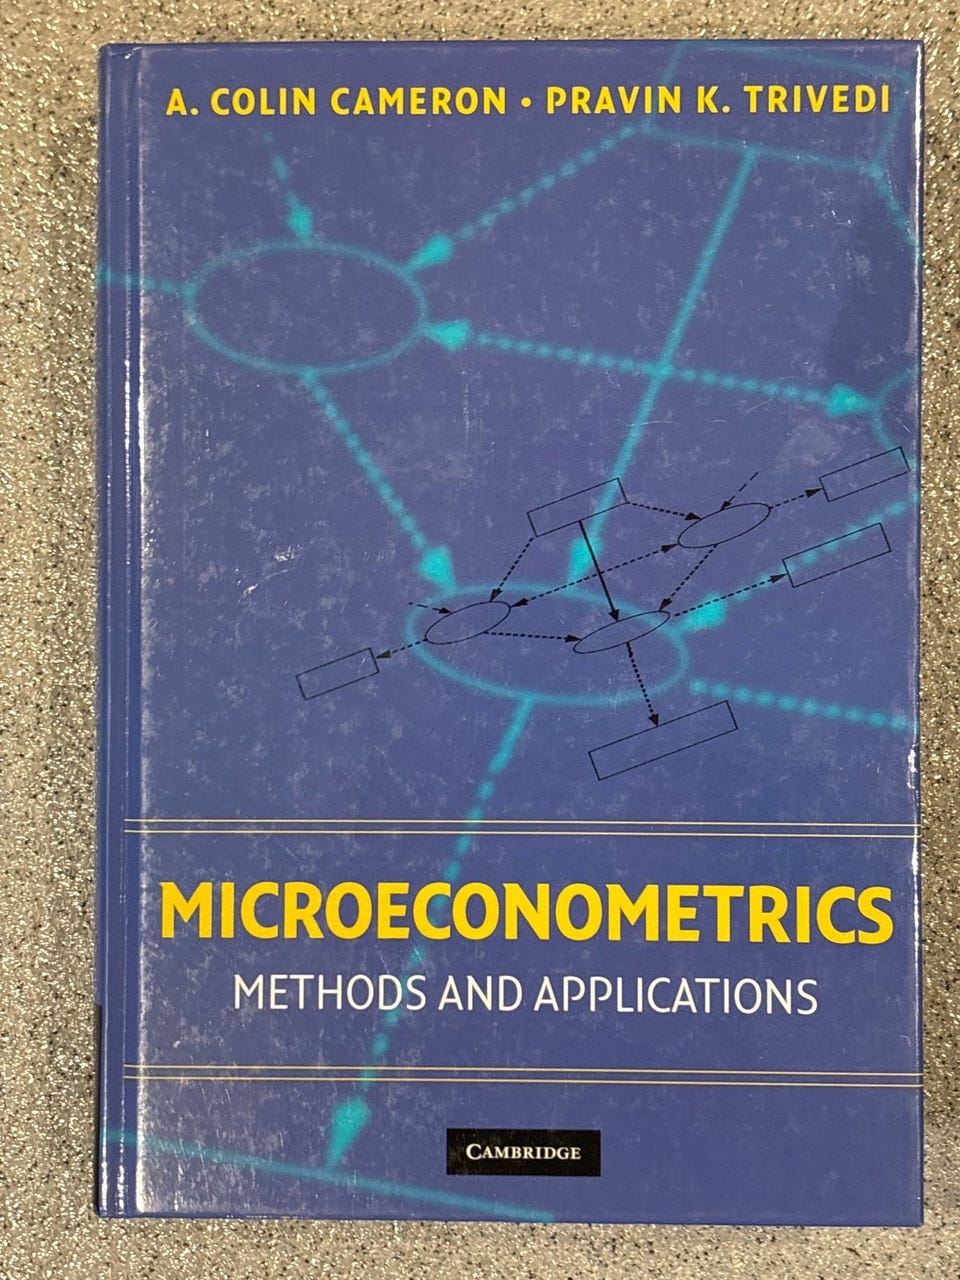 A. COLIN CAMERON • PRAVIN K. TRIVEDI
MICROECONOMETRICS
METHODS AND APPLICATIONS
CAMBRIDGE